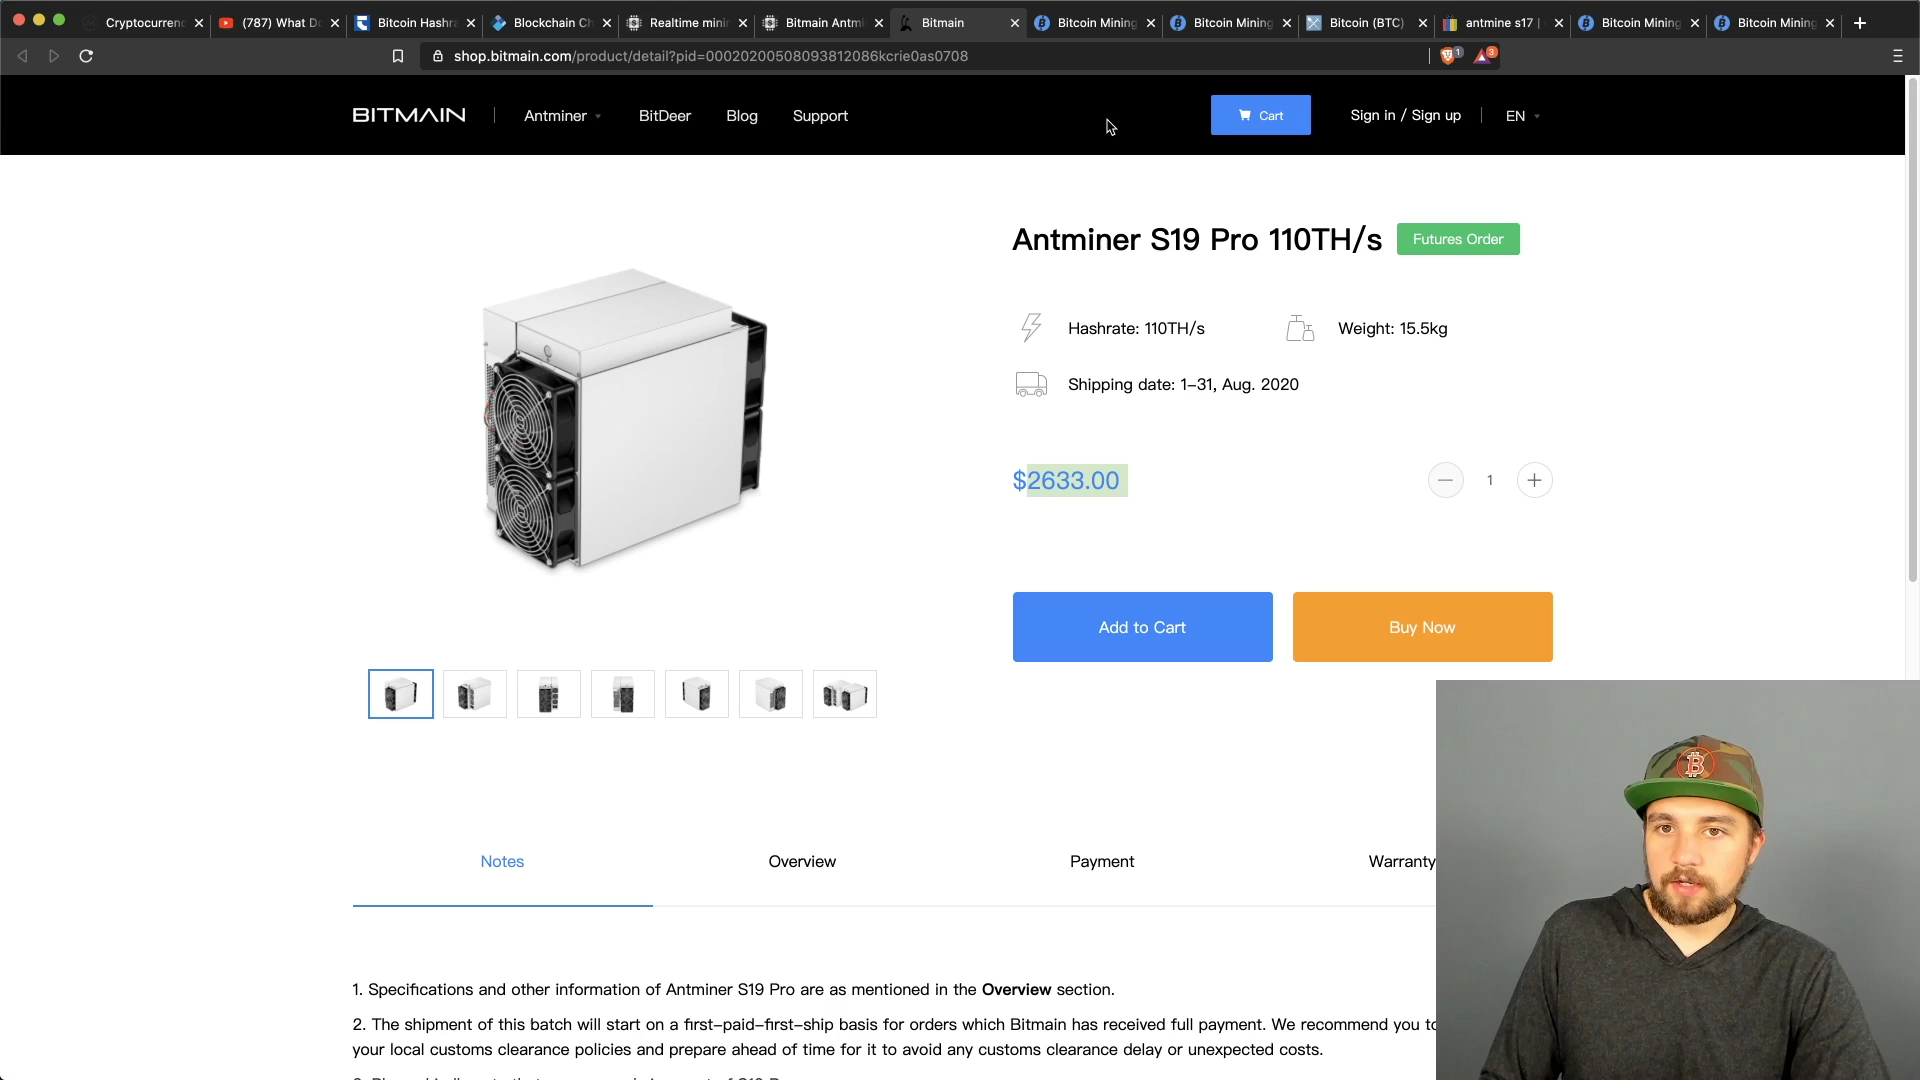 Cryptocurrenc
(787) What Do
Bitcoin Hashra
Blockchain Ch
Realtime minin
Bitmain Antmi
Bitmain
Bitcoin Mining
Bitcoin Mining
Bitcoin (BTC)
antmine s17 |
Bitcoin Mining
Bitcoin Mining
shop.bitmain.com/product/detail?pid=00020200508093812086kcrie0as0708
1
3
BITMAIN
Antminer
BitDeer
Blog
Support
Cart
Sign in / Sign up
EN
Antminer S19 Pro 110TH/s
Futures Order
Hashrate: 110TH/s
Weight: 15.5kg
Shipping date: 1–31, Aug. 2020
$2633.00
1
Add to Cart
Buy Now
Notes
Overview
Payment
Warranty
1. Specifications and other information of Antminer S19 Pro are as mentioned in the Overview section.
2. The shipment of this batch will start on a first–paid–first–ship basis for orders which Bitmain has received full payment. We recommend you to
your local customs clearance policies and prepare ahead of time for it to avoid any customs clearance delay or unexpected costs.